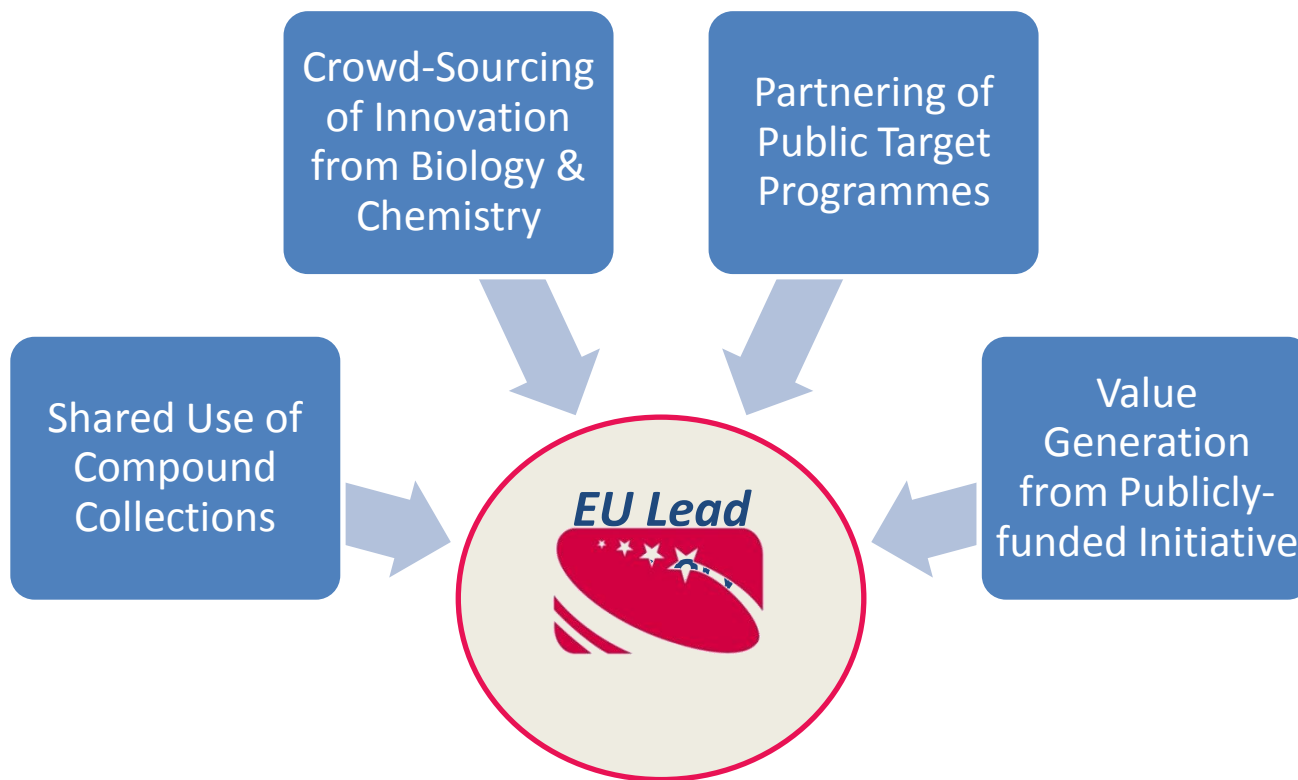 Crowd-Sourcing
of Innovation
from Biology &
Chemistry
Partnering of
Public Target
Programmes
Shared Use of
Compound
Collections
Value
Generation
from Publicly-
funded Initiative
EU Lead